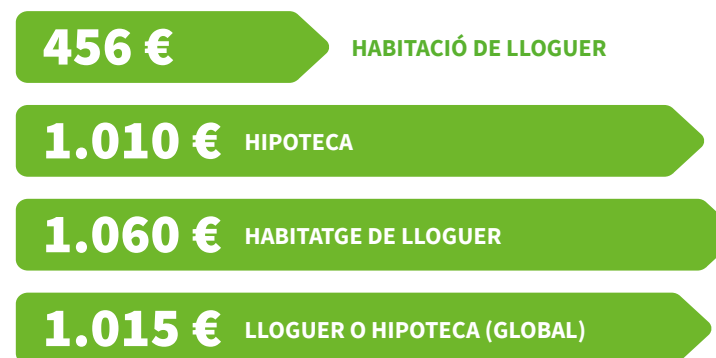 456 € HABITACIÓ DE LLOGUER
1.010 € HIPOTECA
1.060 € HABITATGE DE LLOGUER
1.015 € LLOGUER O HIPOTECA (GLOBAL)